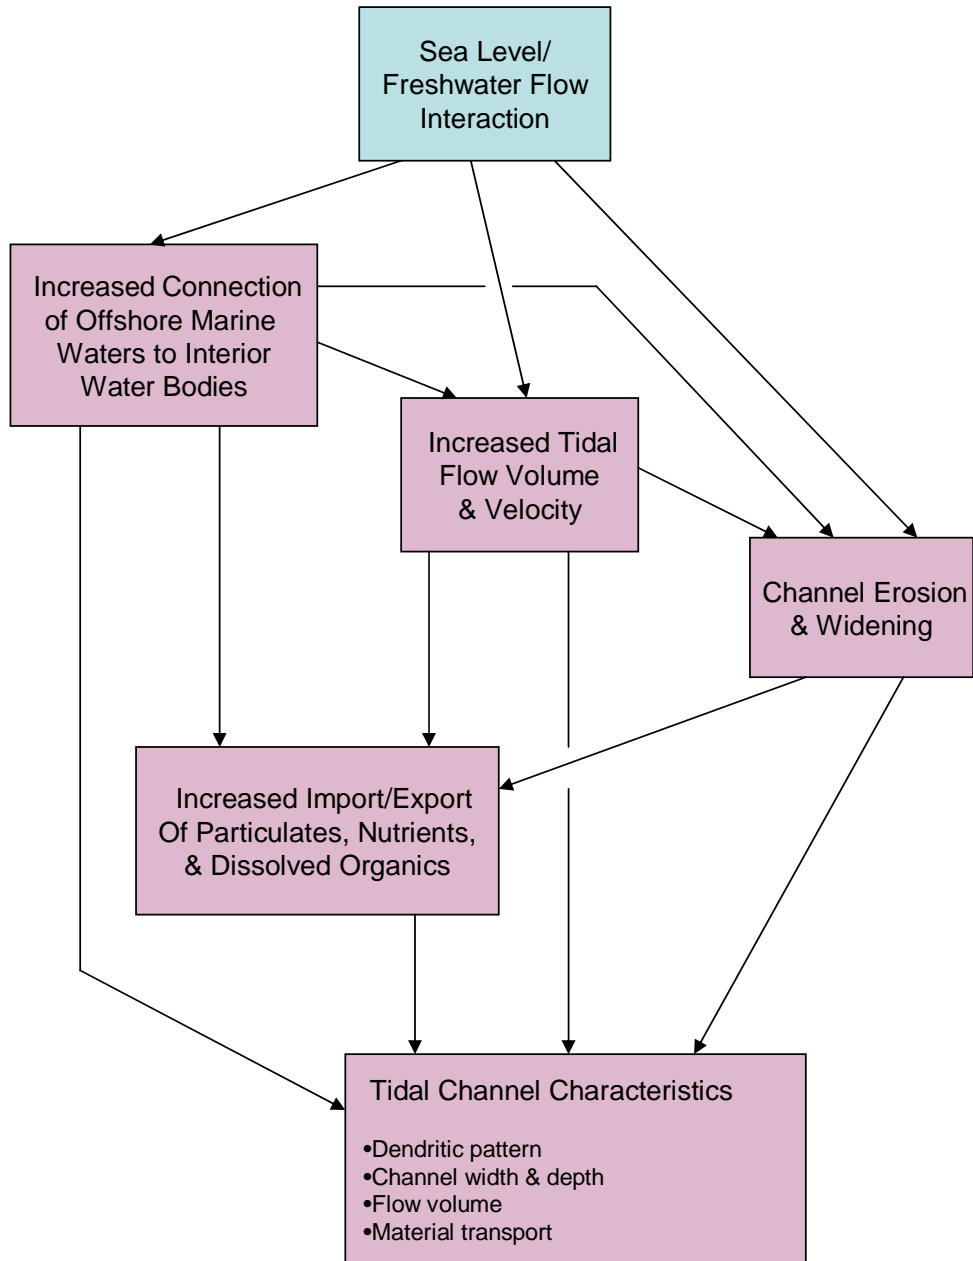 Sea Level/
Freshwater Flow
Interaction
Increased Connection
of Offshore Marine
Waters to Interior
Water Bodies
Increased Tidal
Flow Volume
& Velocity
Channel Erosion
& Widening
Increased Import/Export
Of Particulates, Nutrients,
& Dissolved Organics
Tidal Channel Characteristics
•Dendritic pattern
•Channel width & depth
•Flow volume
•Material transport